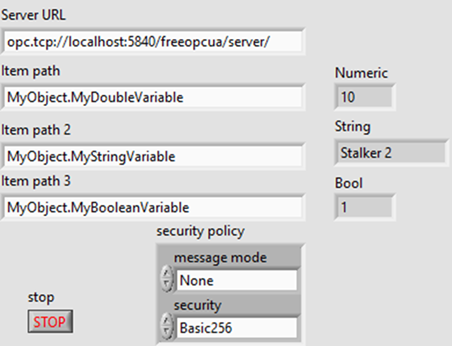 Server URL
opc.tcp://localhost:5840/freeopcua/server/
Item path
MyObject.MyDoubleVariable
Numeric
10
Item path 2
MyObject.MyStringVariable
String
Stalker 2
Item path 3
MyObject.MyBooleanVariable
Bool
1
security policy
message mode
None
security
Basic256
stop
STOP